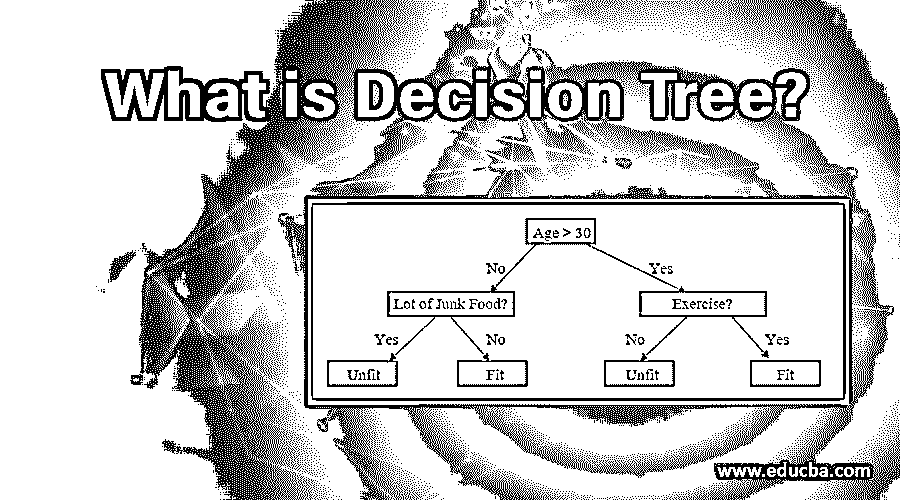 What is Decision Tree?
Age > 30
No Yes
Lot of Junk Food? Exercise?
Yes No No Yes
Unfit Fit Unfit Fit
www.educba.com